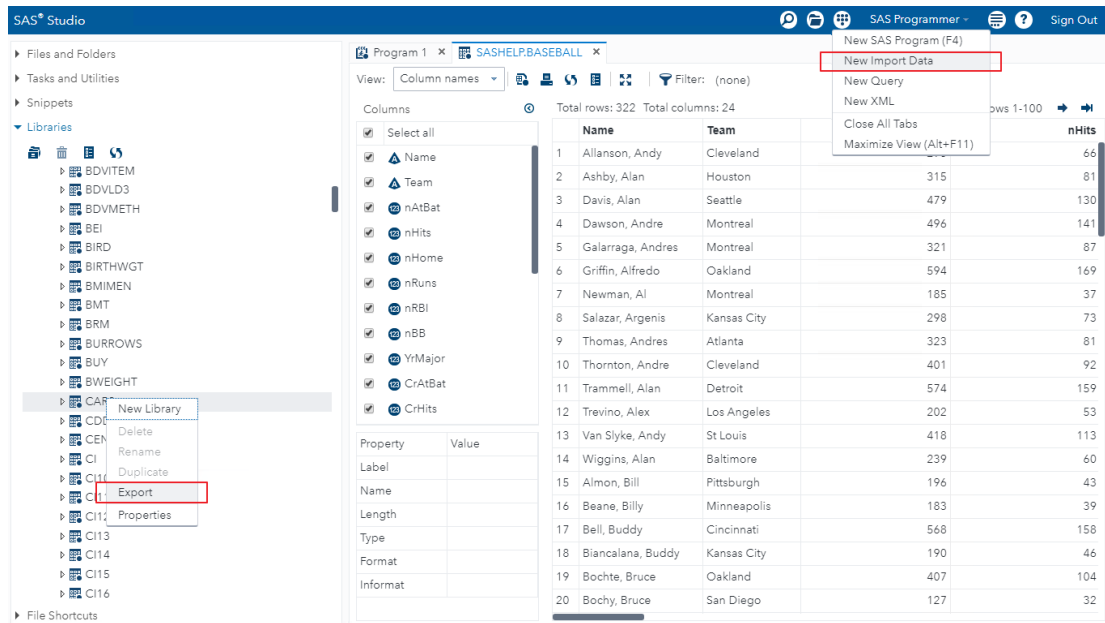 SAS® Studio
SAS Programmer
Sign Out
Files and Folders
Tasks and Utilities
Snippets
Libraries
BDVITEM
BDVLD3
BDVMETH
BEI
BIRD
BIRTHWGT
BMIMEN
BMT
BRM
BURROWS
BUY
BWEIGHT
CI
CI13
CI14
CI15
CI16
File Shortcuts
New Library
Delete
Rename
Duplicate
Export
Properties
Program 1 × SASHELP.BASEBALL ×
View: Column names Filter: (none)
Columns
Select all
Name
Team
nAtBat
nHits
nHome
nRuns
nRBI
nBB
YrMajor
CrAtBat
CrHits
Property Value
Label
Name
Length
Type
Format
Informat
New SAS Program (F4)
New Import Data
New Query
New XML
Close All Tabs
Maximize View (Alt+F11)
Total rows: 322 Total columns: 24 1-100
Name Team nHits
1 Allanson, Andy Cleveland 66
2 Ashby, Alan Houston 315 81
3 Davis, Alan Seattle 479 130
4 Dawson, Andre Montreal 496 141
5 Galarraga, Andres Montreal 321 87
6 Griffin, Alfredo Oakland 594 169
7 Newman, Al Montreal 185 37
8 Salazar, Argenis Kansas City 298 73
9 Thomas, Andres Atlanta 323 81
10 Thornton, Andre Cleveland 401 92
11 Trammell, Alan Detroit 574 159
12 Trevino, Alex Los Angeles 202 53
13 Van Slyke, Andy St Louis 418 113
14 Wiggins, Alan Baltimore 239 60
15 Almon, Bill Pittsburgh 196 43
16 Beane, Billy Minneapolis 183 39
17 Bell, Buddy Cincinnati 568 158
18 Biancalana, Buddy Kansas City 190 46
19 Bochte, Bruce Oakland 407 104
20 Bochy, Bruce San Diego 127 32